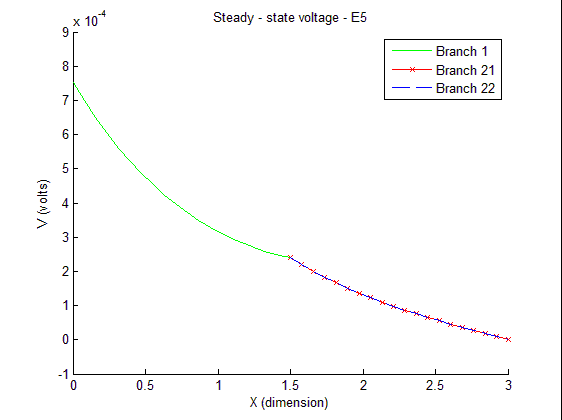 Steady - state voltage - E5
x 10^-4
9
8
7
6
5
4
3
2
1
0
-1
V (volts)
Branch 1
Branch 21
Branch 22
0 0.5 1 1.5 2 2.5 3
X (dimension)